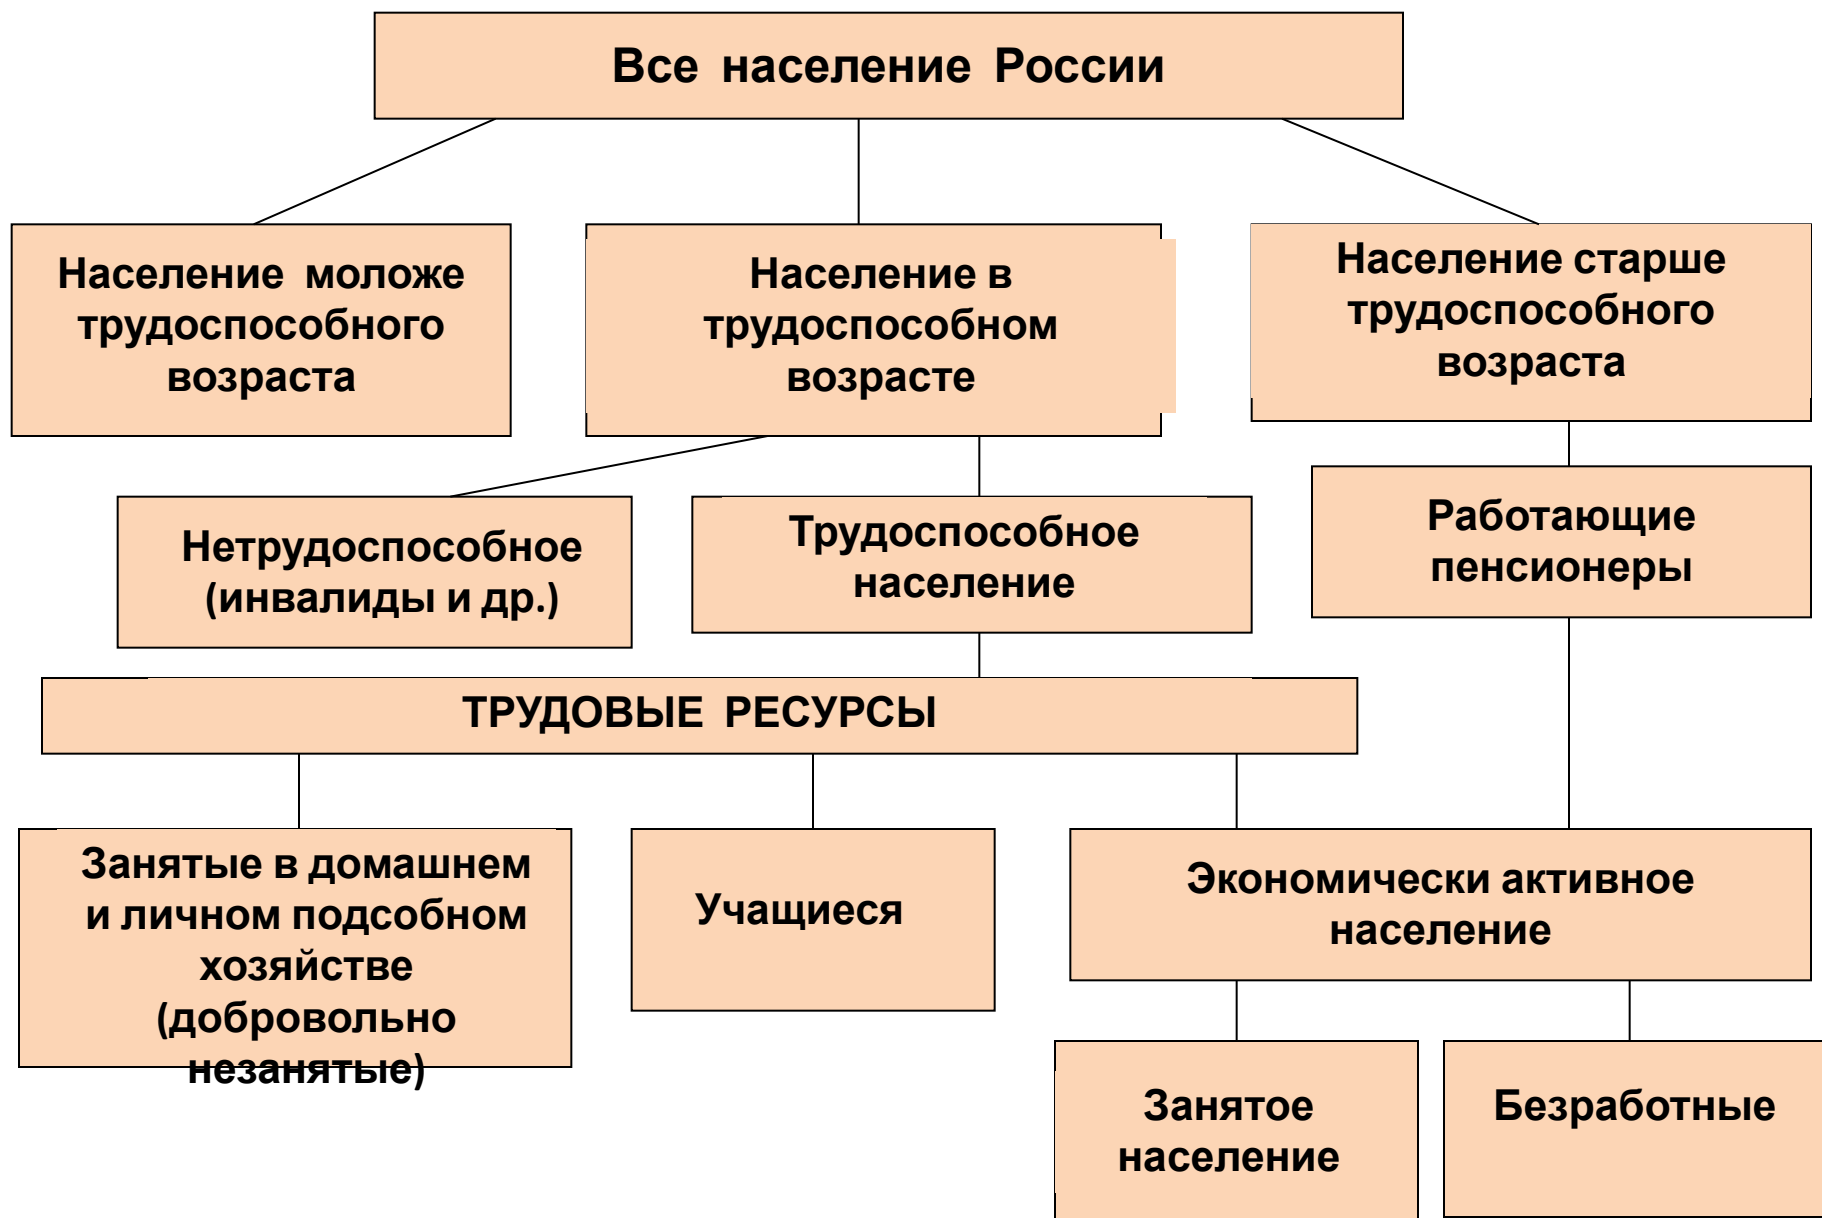 Все население России
Население моложе
трудоспособного
возраста
Население в
трудоспособном
возрасте
Население старше
трудоспособного
возраста
Нетрудоспособное
(инвалиды и др.)
Трудоспособное
население
Работающие
пенсионеры
ТРУДОВЫЕ РЕСУРСЫ
Занятые в домашнем
и личном подсобном
хозяйстве
(добровольно
незанятые)
Учащиеся
Экономически активное
население
Занятое
население
Безработные